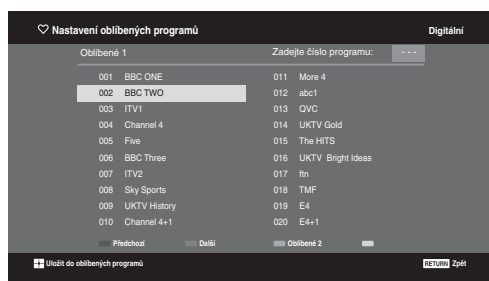 ♡ Nastavení oblíbených programů Digitální
Oblíbené 1 Zadejte číslo programu: - - -
001 BBC ONE 011 More 4
002 BBC TWO 012 abc1
003 ITV1 013 QVC
004 Channel 4 014 UKTV Gold
005 Five 015 The HITS
006 BBC Three 016 UKTV Bright Ideas
007 ITV2 017 ftn
008 Sky Sports 018 TMF
009 UKTV History 019 E4
010 Channel 4+1 020 E4+1
Předchozí Další Oblíbené 2
Uložit do oblíbených programů RETURN Zpět